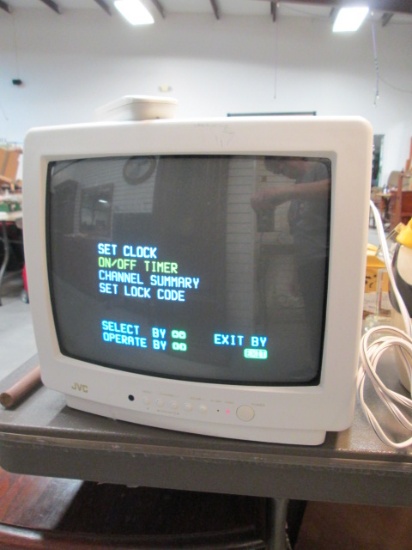 SET CLOCK
ON/OFF TIMER
CHANNEL SUMMARY
SET LOCK CODE
SELECT BY
OPERATE BY
EXIT BY
JVC